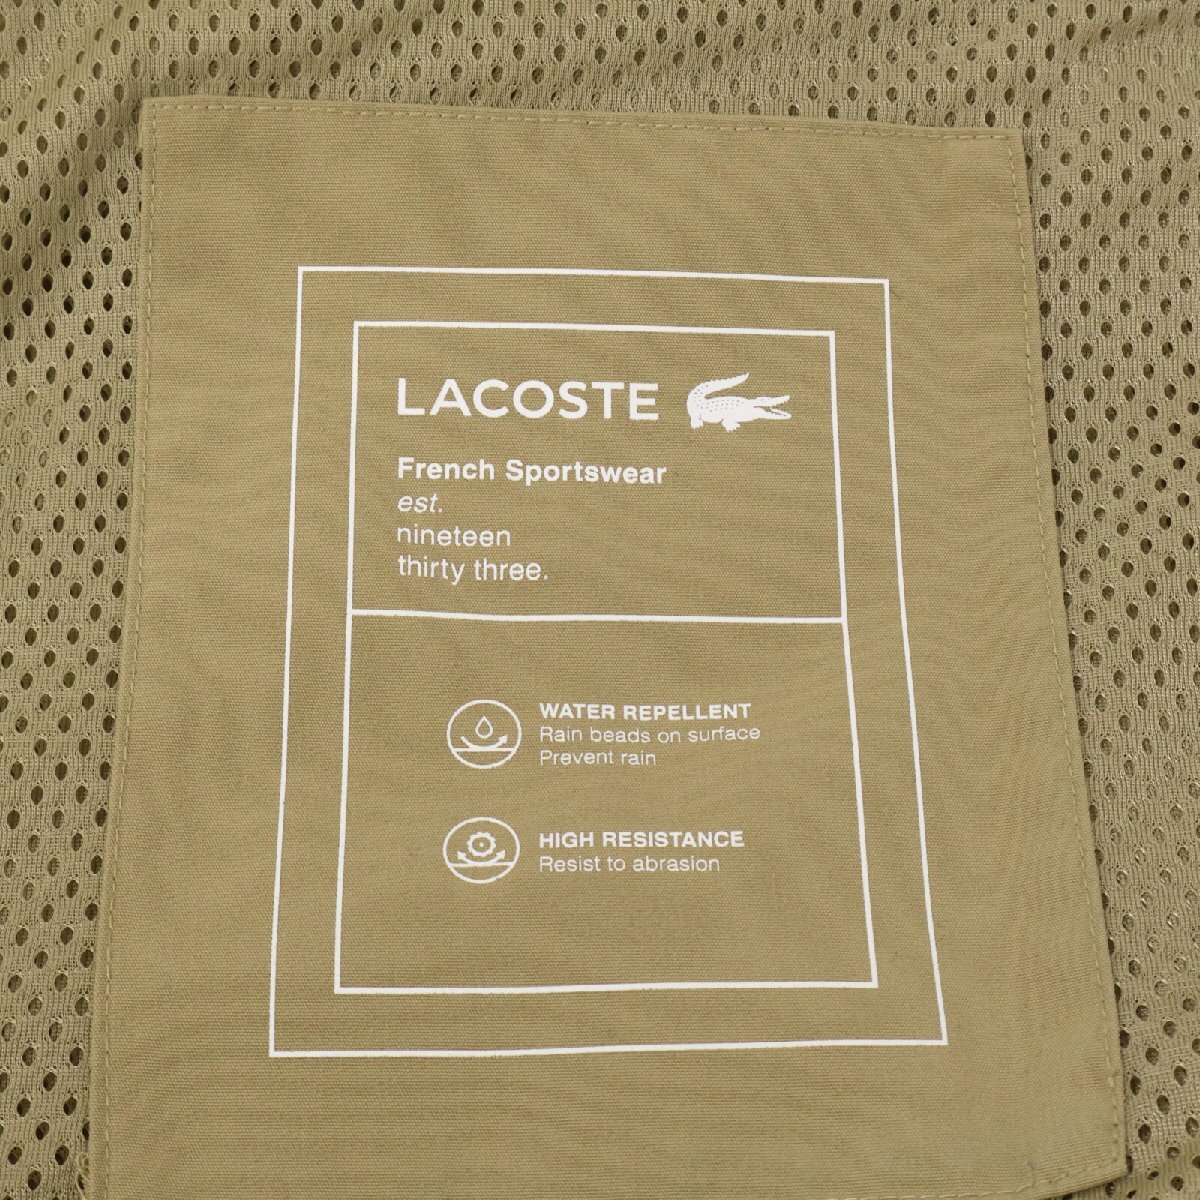 LACOSTE
French Sportswear
est.
nineteen
thirty three.
WATER REPELLENT
Rain beads on surface
Prevent rain
HIGH RESISTANCE
Resist to abrasion